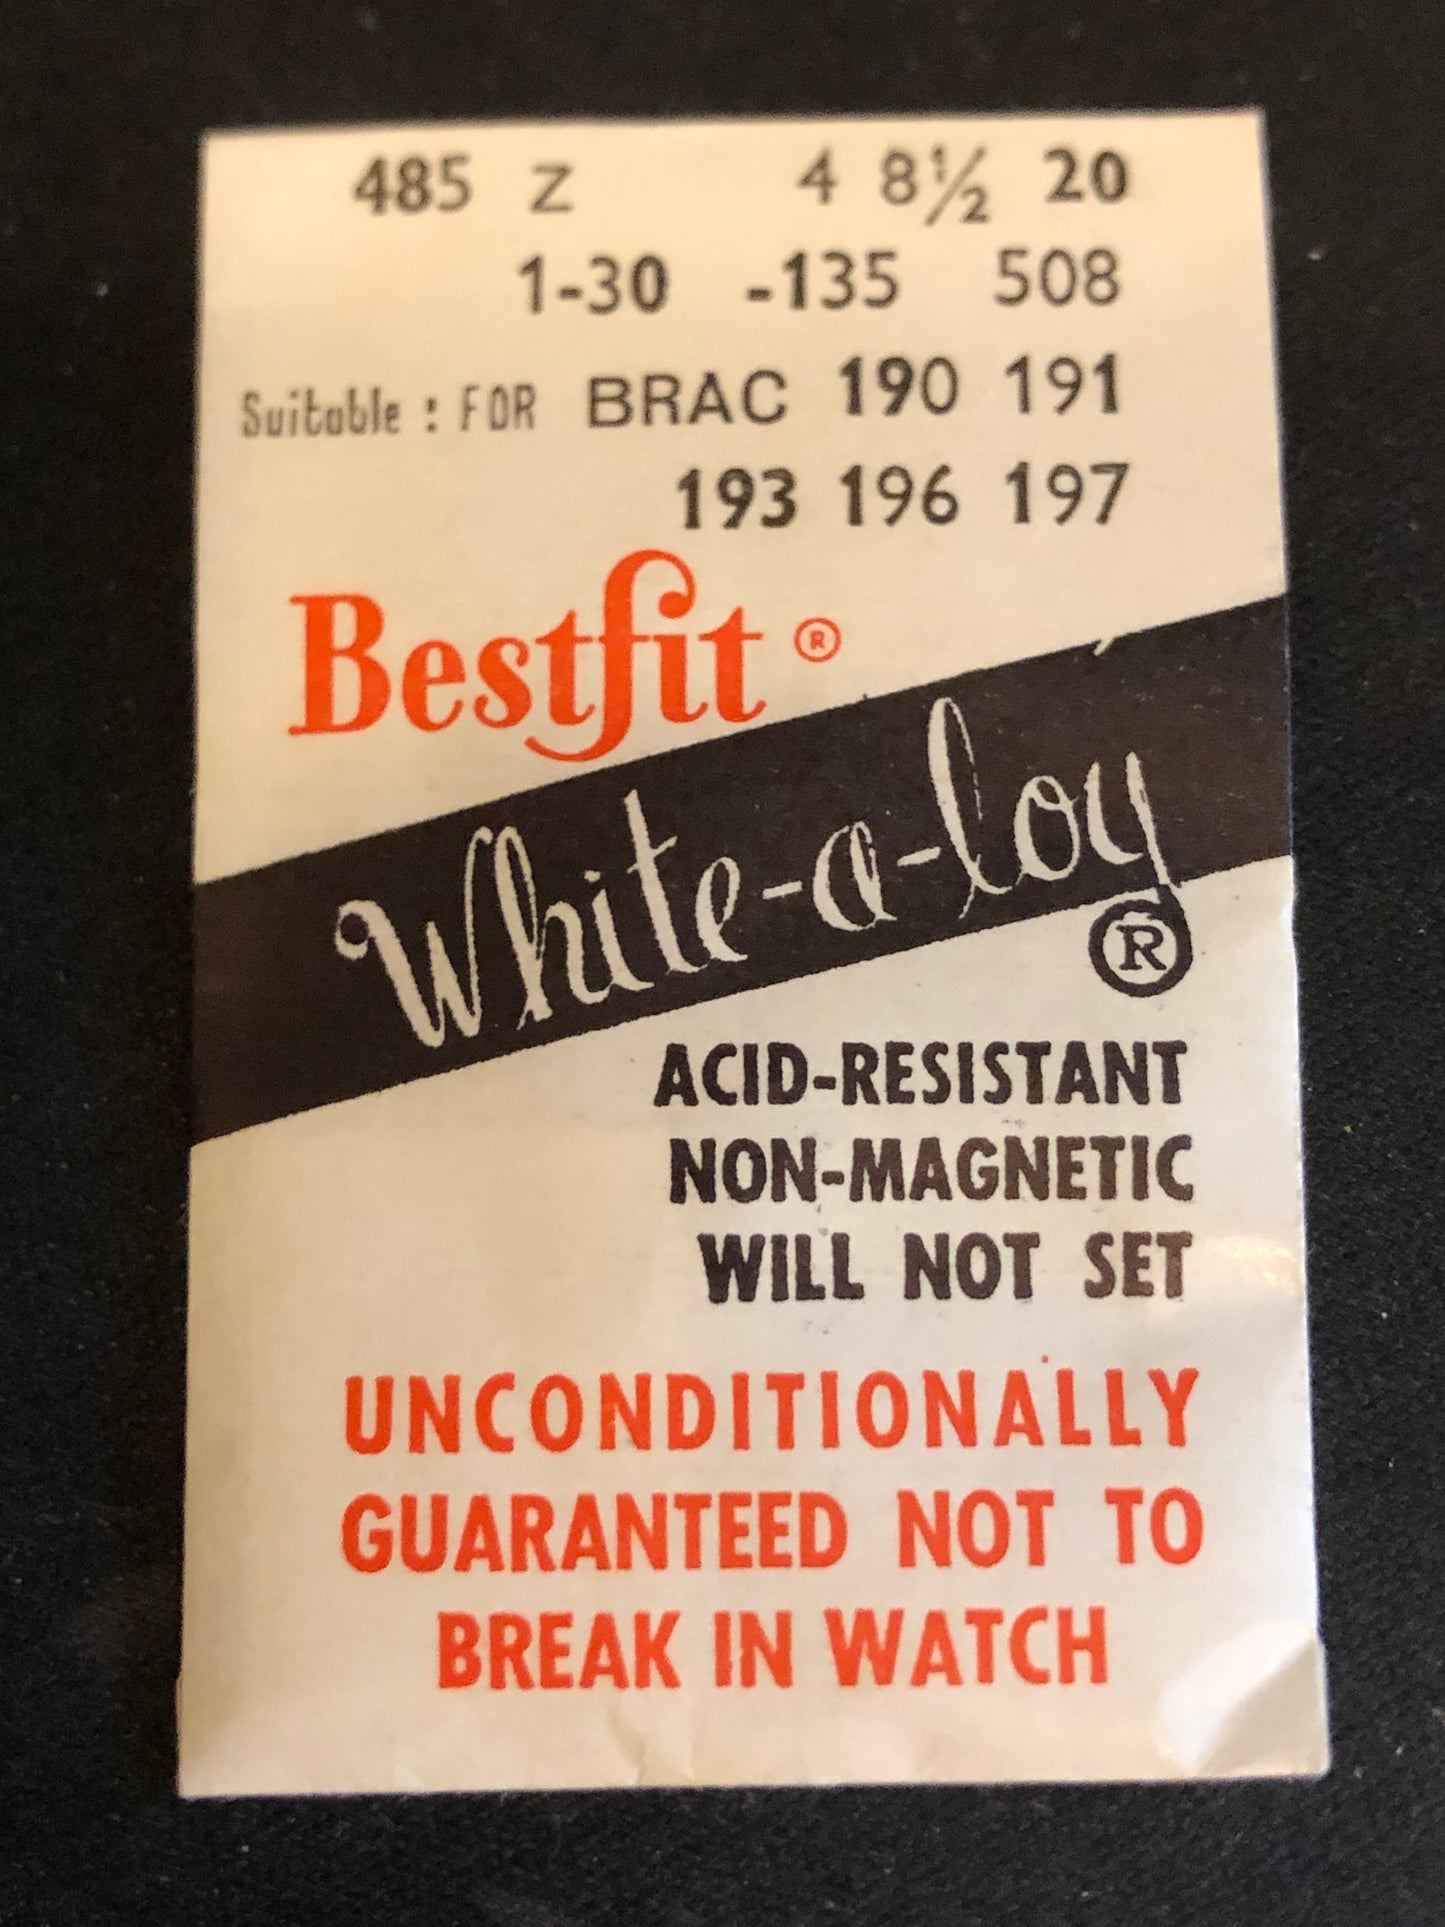 485 Z 4 8½ 20
1-30 -135 508
Suitable : FOR BRAC 190 191
193 196 197
Bestfit ®
White-a-loy
®
ACID-RESISTANT
NON-MAGNETIC
WILL NOT SET
UNCONDITIONALLY
GUARANTEED NOT TO
BREAK IN WATCH